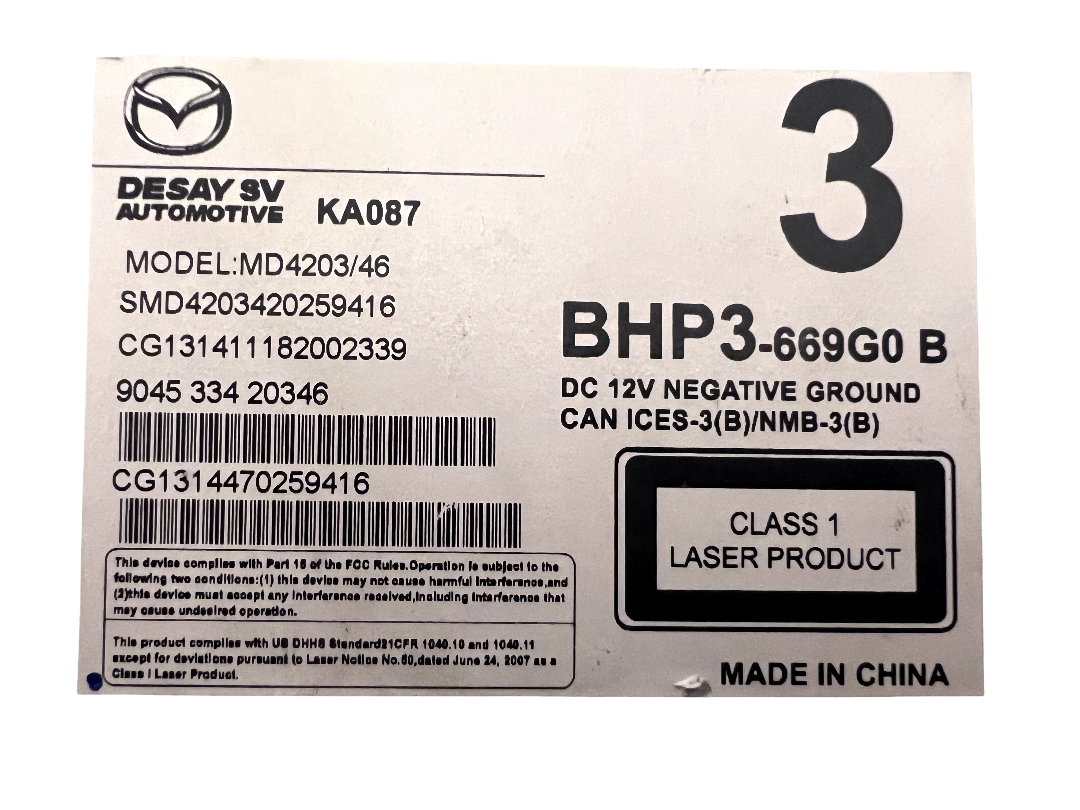 3
DESAY SV
AUTOMOTIVE KA087
MODEL:MD4203/46
SMD4203420259416
CG131411182002339
9045 334 20346
CG1314470259416
This device complies with Part 15 of the FCC Rules.Operation is subject to the
following two conditions:(1) this device may not cause harmful interference,and
(2)this device must accept any interference received,including interference that
may cause undesired operation.
This product complies with US DHHS Standard21CFR 1040.10 and 1040.11
except for deviations pursuant to Laser Notice No.50,dated June 24, 2007 as a
Class I Laser Product.
BHP3-669G0 B
DC 12V NEGATIVE GROUND
CAN ICES-3(B)/NMB-3(B)
CLASS 1
LASER PRODUCT
MADE IN CHINA